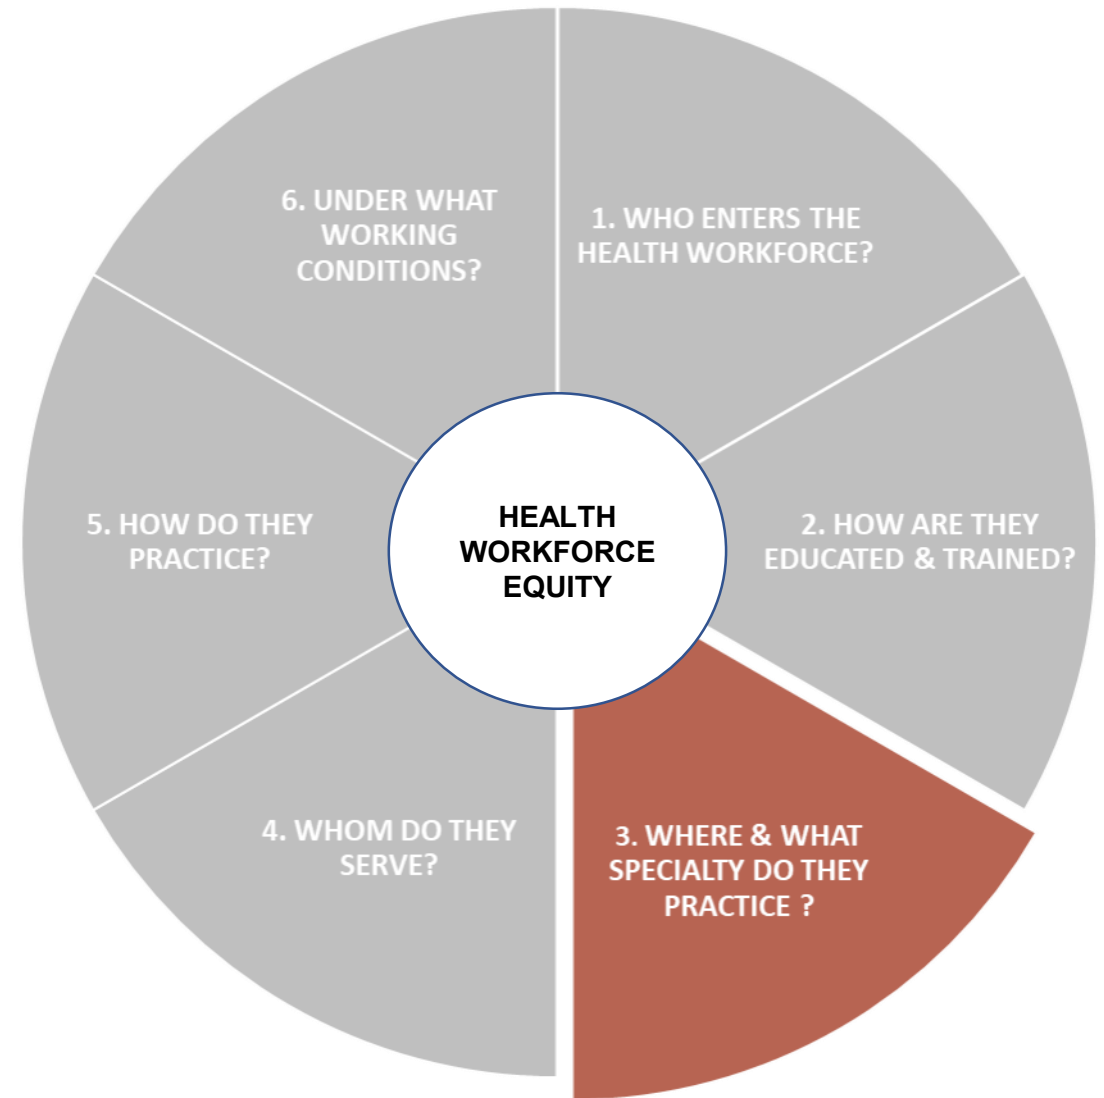 1. WHO ENTERS THE
HEALTH WORKFORCE?
2. HOW ARE THEY
EDUCATED & TRAINED?
3. WHERE & WHAT
SPECIALTY DO THEY
PRACTICE ?
4. WHOM DO THEY
SERVE?
5. HOW DO THEY
PRACTICE?
6. UNDER WHAT
WORKING
CONDITIONS?
HEALTH
WORKFORCE
EQUITY